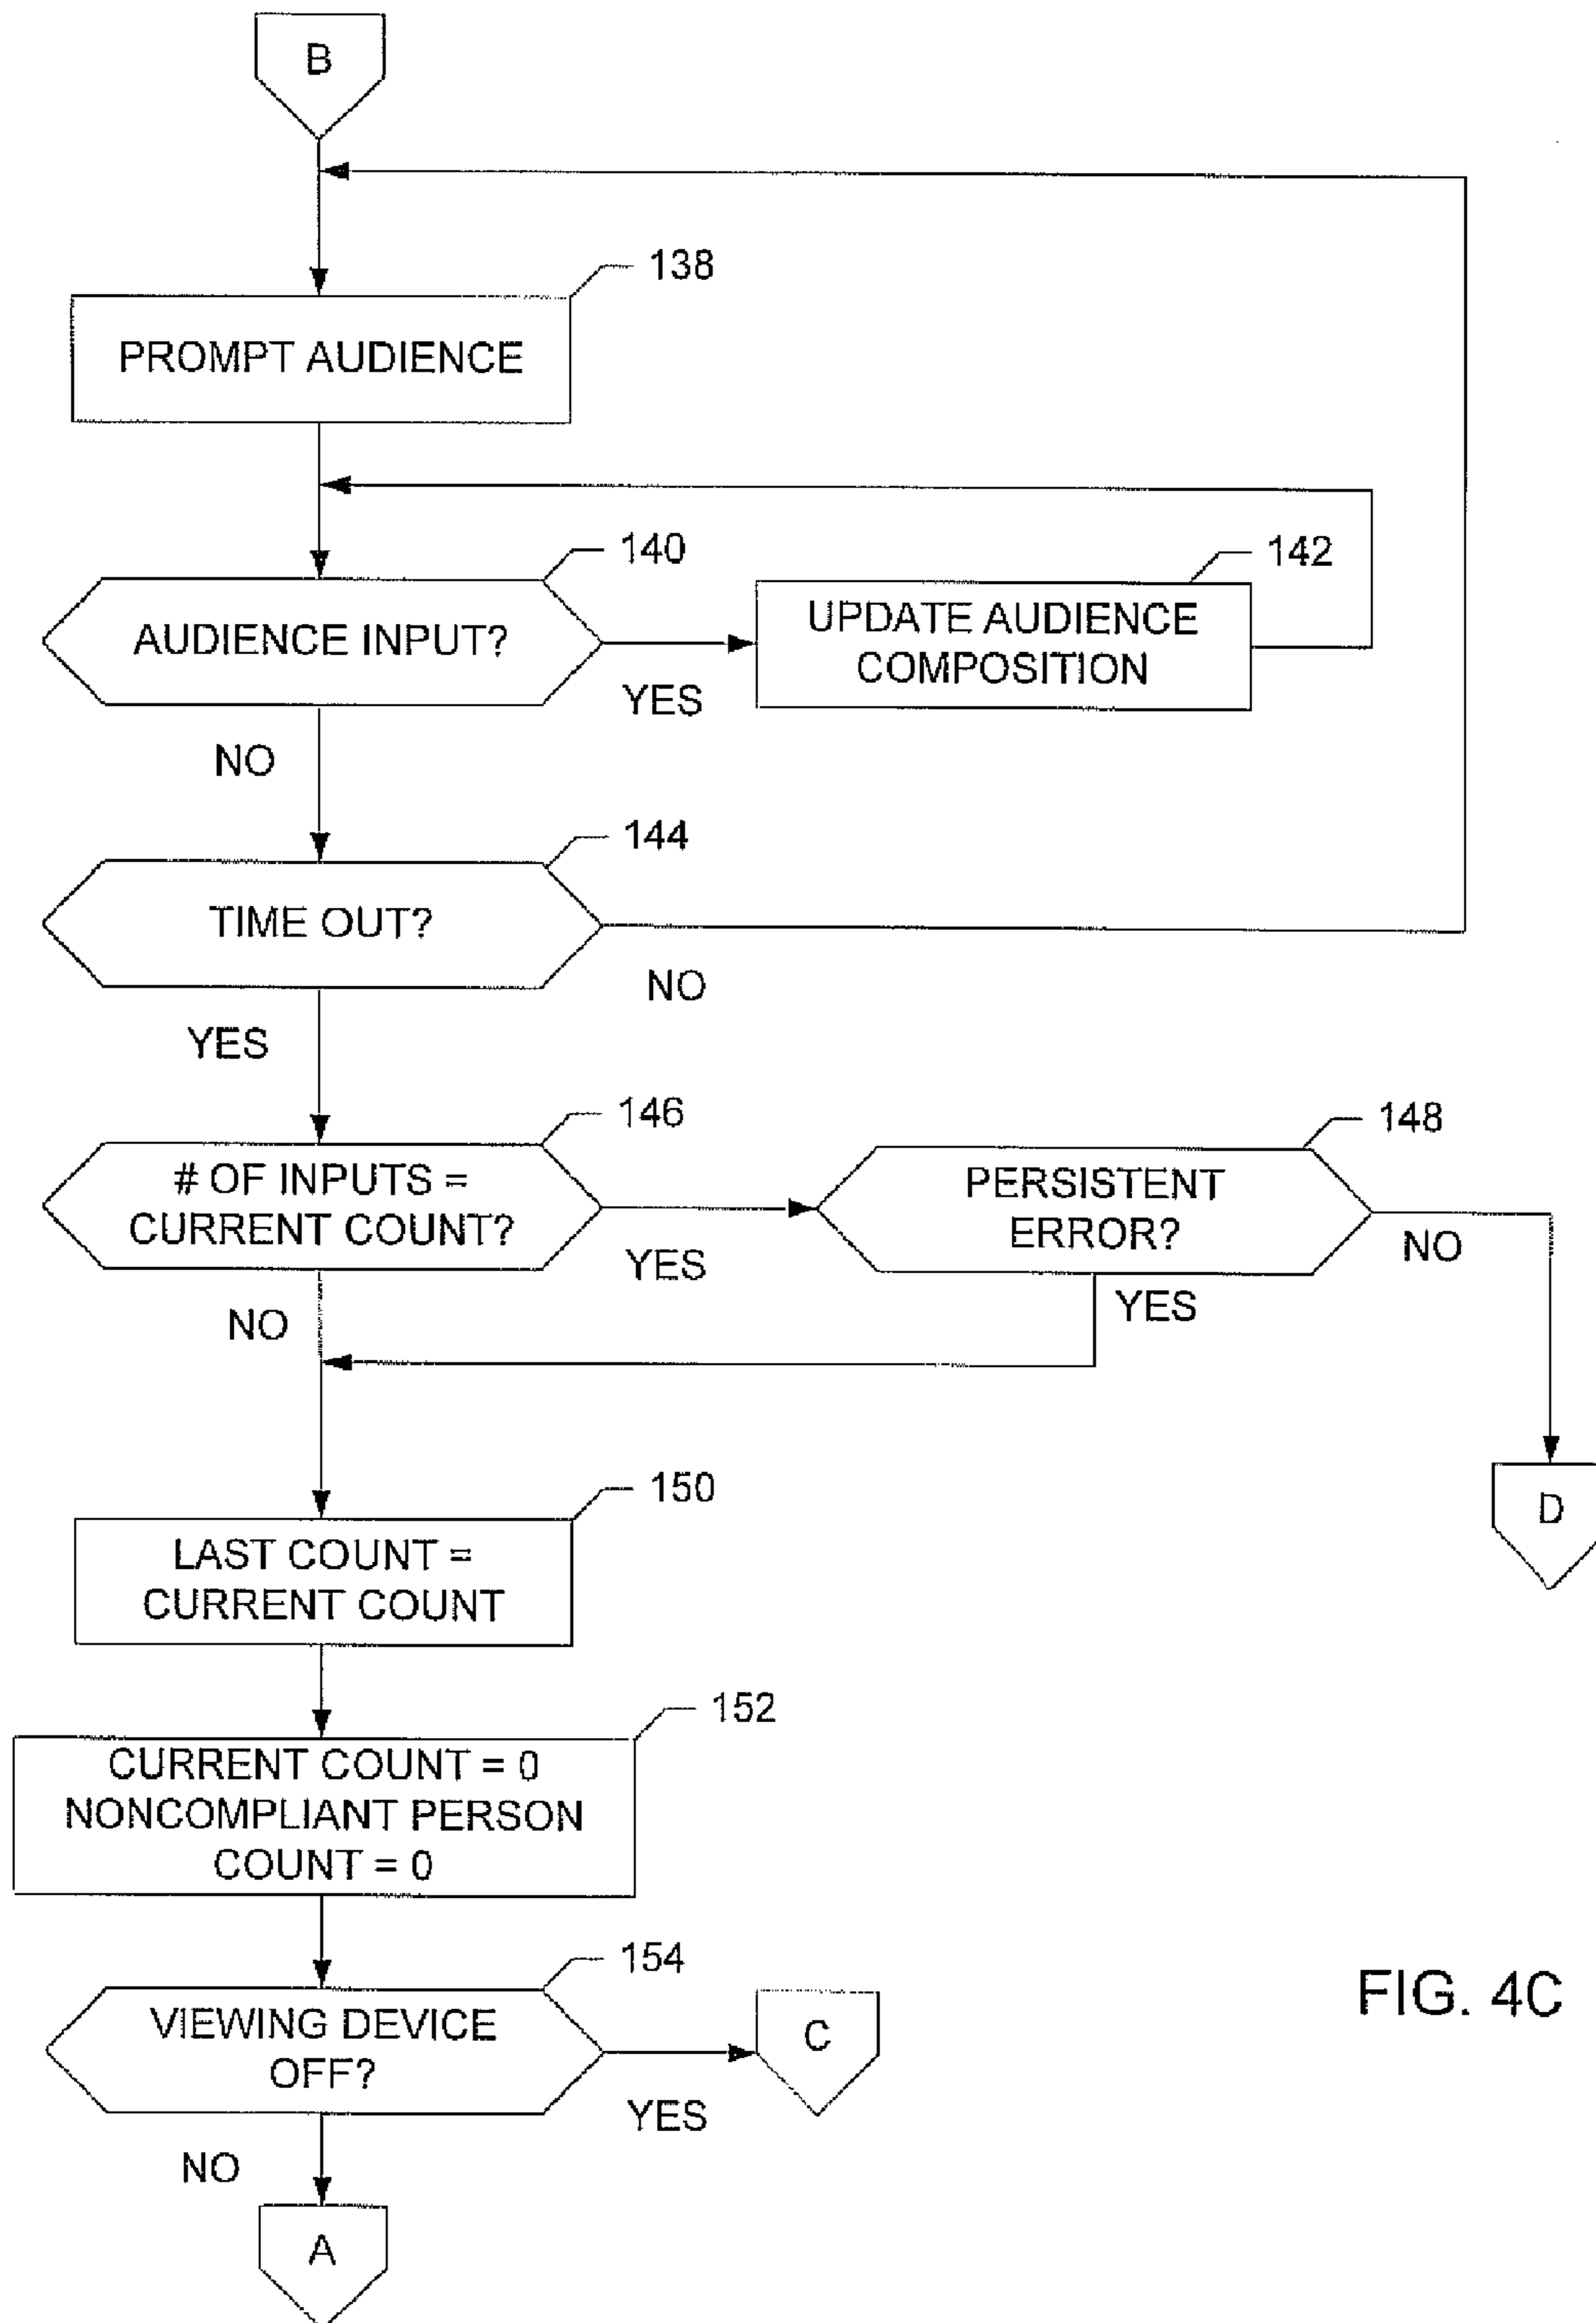 B
138
PROMPT AUDIENCE
140
AUDIENCE INPUT?
YES
142
UPDATE AUDIENCE
COMPOSITION
NO
144
TIME OUT?
NO
YES
146
# OF INPUTS =
CURRENT COUNT?
YES
148
PERSISTENT
ERROR?
NO
YES
NO
D
150
LAST COUNT =
CURRENT COUNT
152
CURRENT COUNT = 0
NONCOMPLIANT PERSON
COUNT = 0
154
VIEWING DEVICE
OFF?
YES
C
NO
A
FIG. 4C